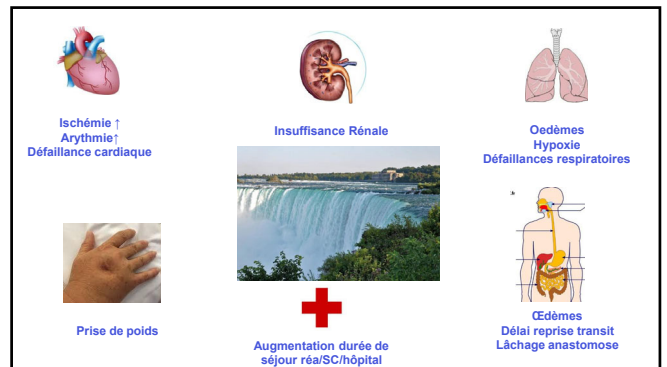 Ischémie ↑
Arythmie↑
Défaillance cardiaque
Insuffisance Rénale
Oedèmes
Hypoxie
Défaillances respiratoires
Prise de poids
Augmentation durée de
séjour réa/SC/hôpital
Œdèmes
Délai reprise transit
Lâchage anastomose